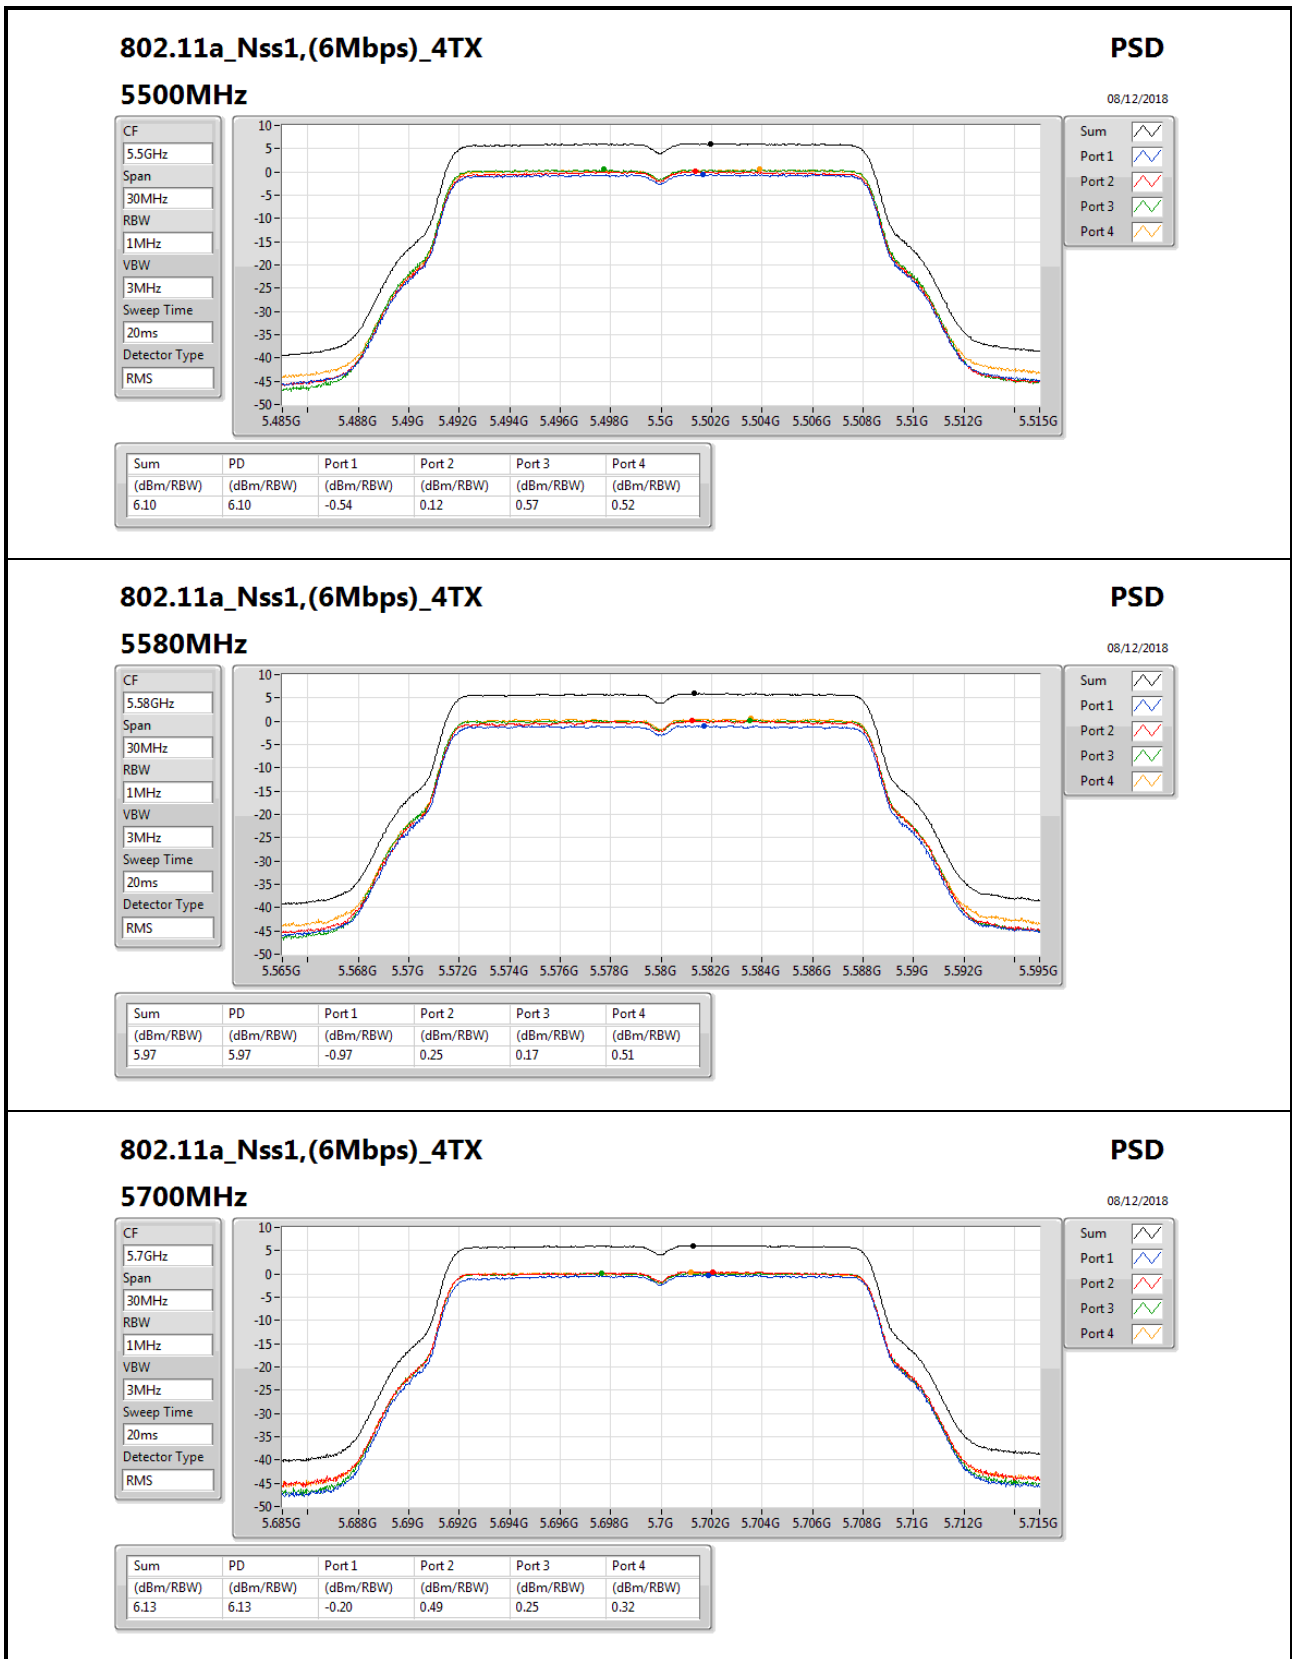 802.11a_Nss1,(6Mbps)_4TX PSD
5500MHz 08/12/2018
CF
5.5GHz
Span
30MHz
RBW
1MHz
VBW
3MHz
Sweep Time
20ms
Detector Type
RMS
10
5
0
-5
-10
-15
-20
-25
-30
-35
-40
-45
-50
5.485G 5.488G 5.49G 5.492G 5.494G 5.496G 5.498G 5.5G 5.502G 5.504G 5.506G 5.508G 5.51G 5.512G 5.515G
Sum
Port 1
Port 2
Port 3
Port 4
Sum PD Port 1 Port 2 Port 3 Port 4
(dBm/RBW) (dBm/RBW) (dBm/RBW) (dBm/RBW) (dBm/RBW) (dBm/RBW)
6.10 6.10 -0.54 0.12 0.57 0.52
802.11a_Nss1,(6Mbps)_4TX PSD
5580MHz 08/12/2018
CF
5.58GHz
Span
30MHz
RBW
1MHz
VBW
3MHz
Sweep Time
20ms
Detector Type
RMS
10
5
0
-5
-10
-15
-20
-25
-30
-35
-40
-45
-50
5.565G 5.568G 5.57G 5.572G 5.574G 5.576G 5.578G 5.58G 5.582G 5.584G 5.586G 5.588G 5.59G 5.592G 5.595G
Sum
Port 1
Port 2
Port 3
Port 4
Sum PD Port 1 Port 2 Port 3 Port 4
(dBm/RBW) (dBm/RBW) (dBm/RBW) (dBm/RBW) (dBm/RBW) (dBm/RBW)
5.97 5.97 -0.97 0.25 0.17 0.51
802.11a_Nss1,(6Mbps)_4TX PSD
5700MHz 08/12/2018
CF
5.7GHz
Span
30MHz
RBW
1MHz
VBW
3MHz
Sweep Time
20ms
Detector Type
RMS
10
5
0
-5
-10
-15
-20
-25
-30
-35
-40
-45
-50
5.685G 5.688G 5.69G 5.692G 5.694G 5.696G 5.698G 5.7G 5.702G 5.704G 5.706G 5.708G 5.71G 5.712G 5.715G
Sum
Port 1
Port 2
Port 3
Port 4
Sum PD Port 1 Port 2 Port 3 Port 4
(dBm/RBW) (dBm/RBW) (dBm/RBW) (dBm/RBW) (dBm/RBW) (dBm/RBW)
6.13 6.13 -0.20 0.49 0.25 0.32